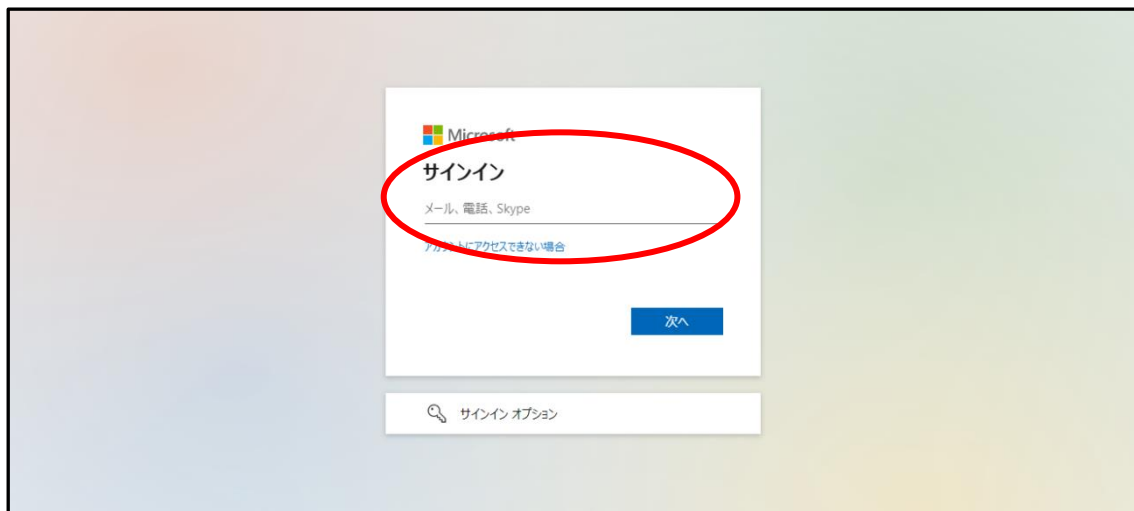 Microsoft
サインイン
メール、電話、Skype
アカウントにアクセスできない場合
次へ
サインイン オプション